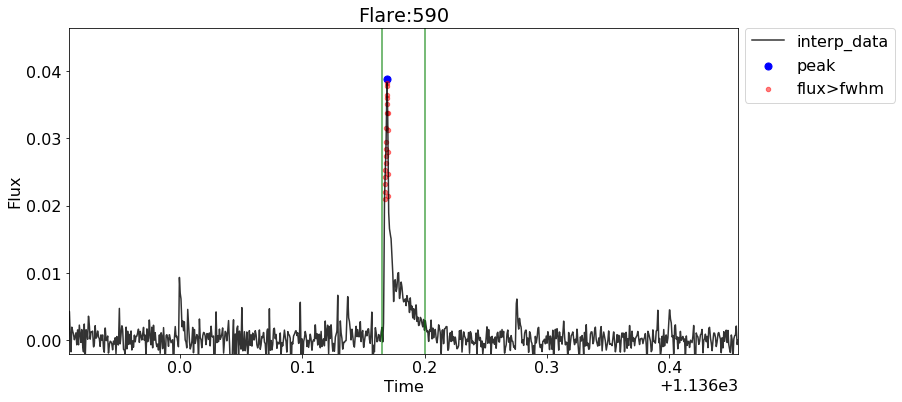 Flare:590
interp_data
peak
flux>fwhm
Flux
0.04
0.03
0.02
0.01
0.00
0.0 0.1 0.2 0.3 0.4
Time
+1.136e3